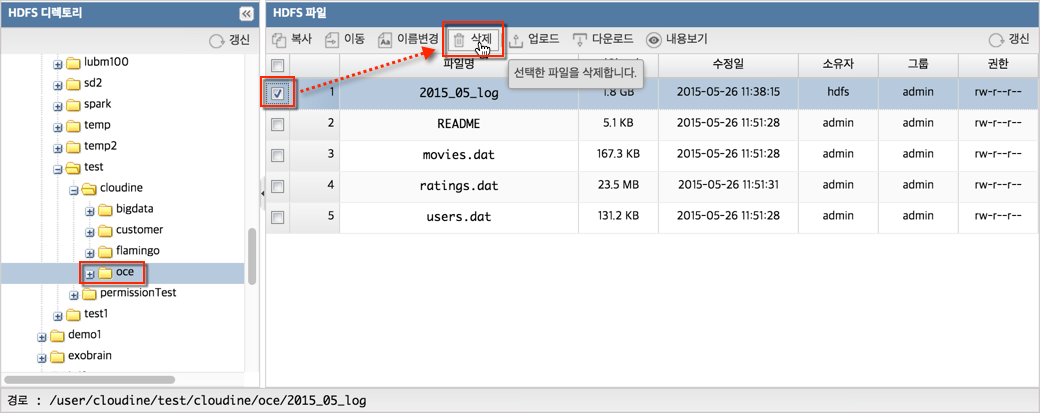 HDFS 디렉토리
갱신
lubm100
sd2
spark
temp
temp2
test
cloudine
bigdata
customer
flamingo
oce
permissionTest
test1
demo1
exobrain
HDFS 파일
복사 이동 이름변경 삭제 업로드 다운로드 내용보기 갱신
파일명 수정일 소유자 그룹 권한
선택한 파일을 삭제합니다.
1 2015_05_log 1.8 GB 2015-05-26 11:38:15 hdfs admin rw-r--r--
2 README 5.1 KB 2015-05-26 11:51:28 admin admin rw-r--r--
3 movies.dat 167.3 KB 2015-05-26 11:51:28 admin admin rw-r--r--
4 ratings.dat 23.5 MB 2015-05-26 11:51:31 admin admin rw-r--r--
5 users.dat 131.2 KB 2015-05-26 11:51:28 admin admin rw-r--r--
경로 : /user/cloudine/test/cloudine/oce/2015_05_log